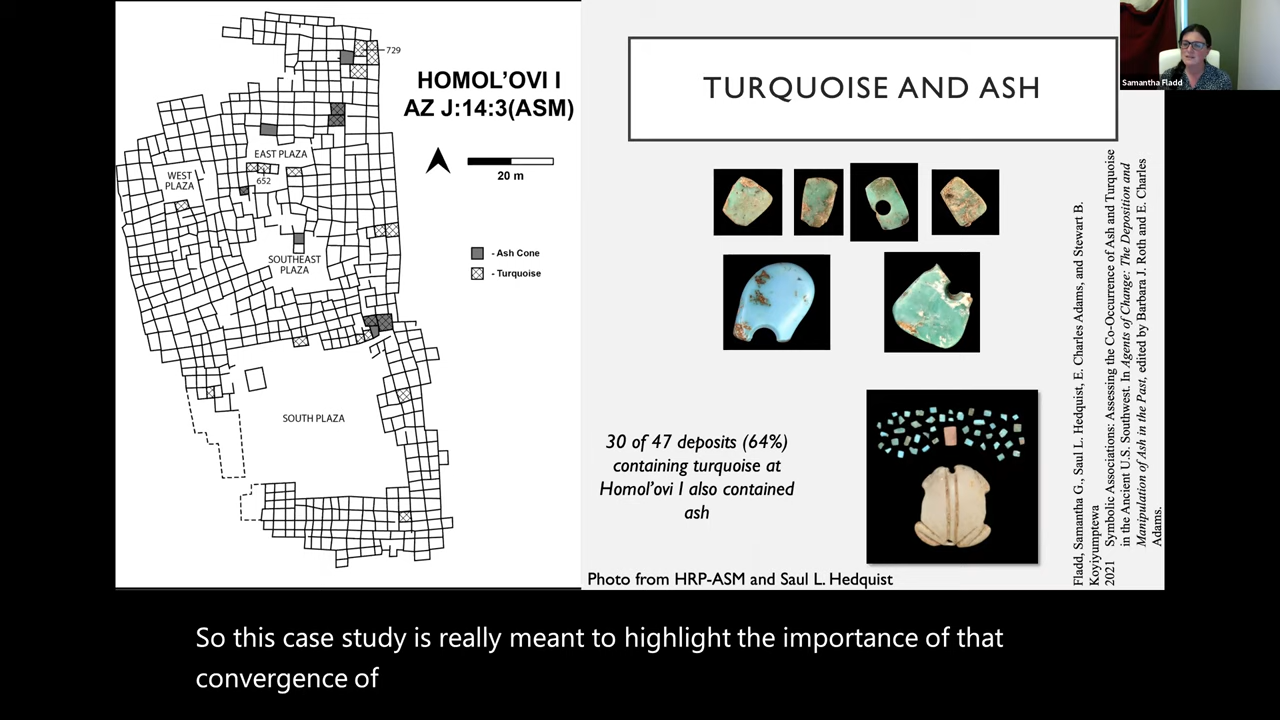 HOMOL'OVI I
AZ J:14:3(ASM)
729
20 m
EAST PLAZA
WEST
PLAZA
652
SOUTHEAST
PLAZA
- Ash Cone
- Turquoise
SOUTH PLAZA
TURQUOISE AND ASH
30 of 47 deposits (64%)
containing turquoise at
Homol'ovi I also contained
ash
Photo from HRP-ASM and Saul L. Hedquist
Fladd, Samantha G., Saul L. Hedquist, E. Charles Adams, and Stewart B.
Koyiyumptewa
2021 Symbolic Associations: Assessing the Co-Occurrence of Ash and Turquoise
in the Ancient U.S. Southwest. In Agents of Change: The Deposition and
Manipulation of Ash in the Past, edited by Barbara J. Roth and E. Charles
Adams.
Samantha Fladd
So this case study is really meant to highlight the importance of that
convergence of